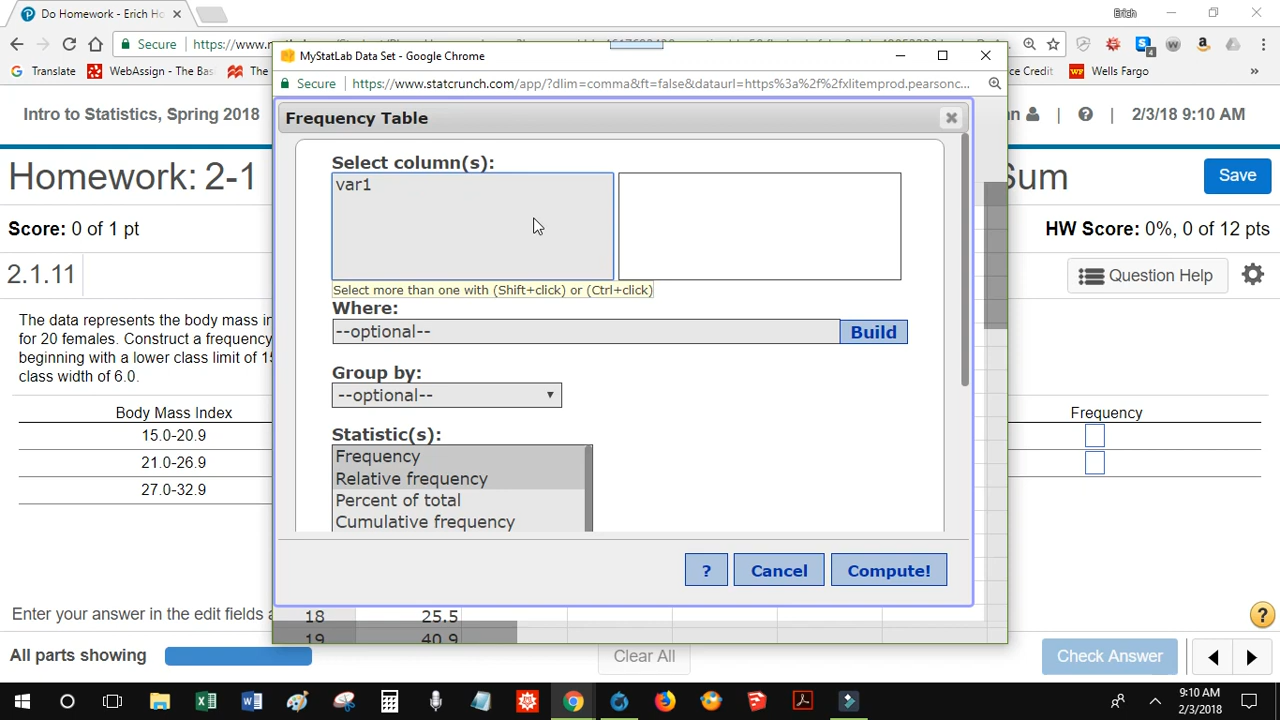 Do Homework - Erich Ho
Erich
Secure
https://www.m
4
Translate
WebAssign - The Bas
The
ce Credit
Wells Fargo
»
MyStatLab Data Set - Google Chrome
Secure
https://www.statcrunch.com/app/?dlim=comma&ft=false&dataurl=https%3a%2f%2fxlitemprod.pearsonc...
Intro to Statistics, Spring 2018
n
|
?
|
2/3/18 9:10 AM
Homework: 2-1
Sum
Save
Score: 0 of 1 pt
HW Score: 0%, 0 of 12 pts
2.1.11
Question Help
The data represents the body mass in
for 20 females. Construct a frequency
beginning with a lower class limit of 15
class width of 6.0.
Body Mass Index
Frequency
15.0-20.9
21.0-26.9
27.0-32.9
Frequency Table
Select column(s):
var1
Select more than one with (Shift+click) or (Ctrl+click)
Where:
--optional--
Build
Group by:
--optional--
Statistic(s):
Frequency
Relative frequency
Percent of total
Cumulative frequency
?
Cancel
Compute!
18
25.5
19
40.9
Enter your answer in the edit fields a
?
All parts showing
Clear All
Check Answer
9:10 AM
2/3/2018